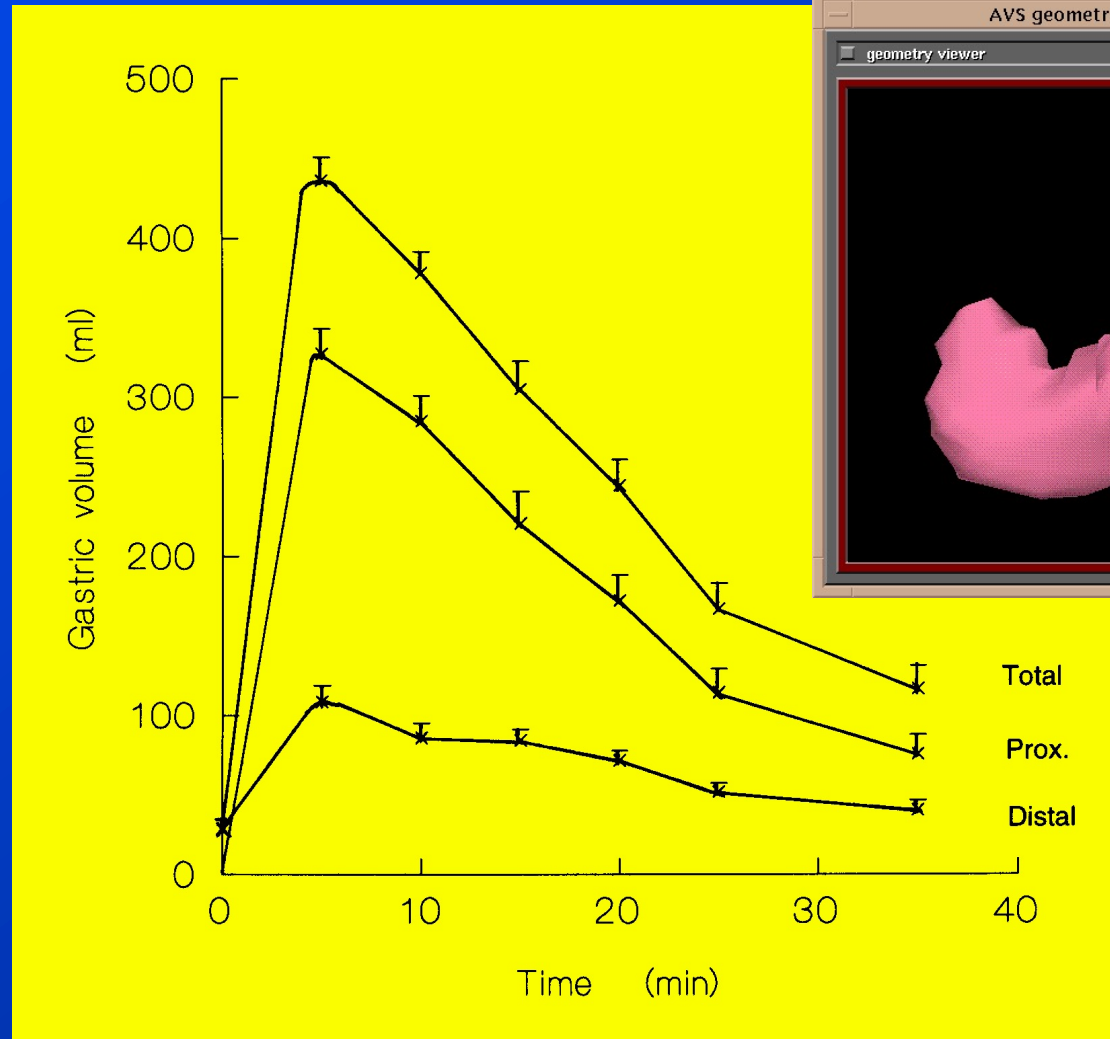 AVS geometr
geometry viewer
500
400
300
200
100
0
Gastric volume (ml)
0 10 20 30 40
Time (min)
Total
Prox.
Distal